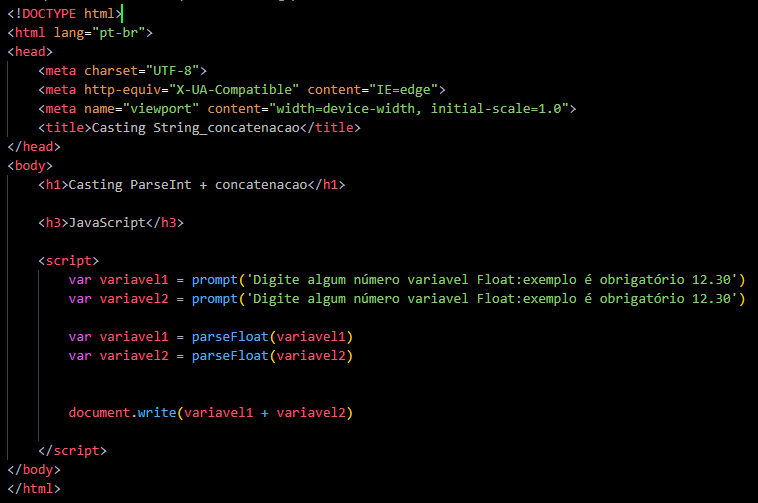 <!DOCTYPE html>
<html lang="pt-br">
<head>
<meta charset="UTF-8">
<meta http-equiv="X-UA-Compatible" content="IE=edge">
<meta name="viewport" content="width=device-width, initial-scale=1.0">
<title>Casting String_concatenacao</title>
</head>
<body>
<h1>Casting ParseInt + concatenacao</h1>
<h3>JavaScript</h3>
<script>
var variavel1 = prompt('Digite algum número variavel Float:exemplo é obrigatório 12.30')
var variavel2 = prompt('Digite algum número variavel Float:exemplo é obrigatório 12.30')
var variavel1 = parseFloat(variavel1)
var variavel2 = parseFloat(variavel2)
document.write(variavel1 + variavel2)
</script>
</body>
</html>